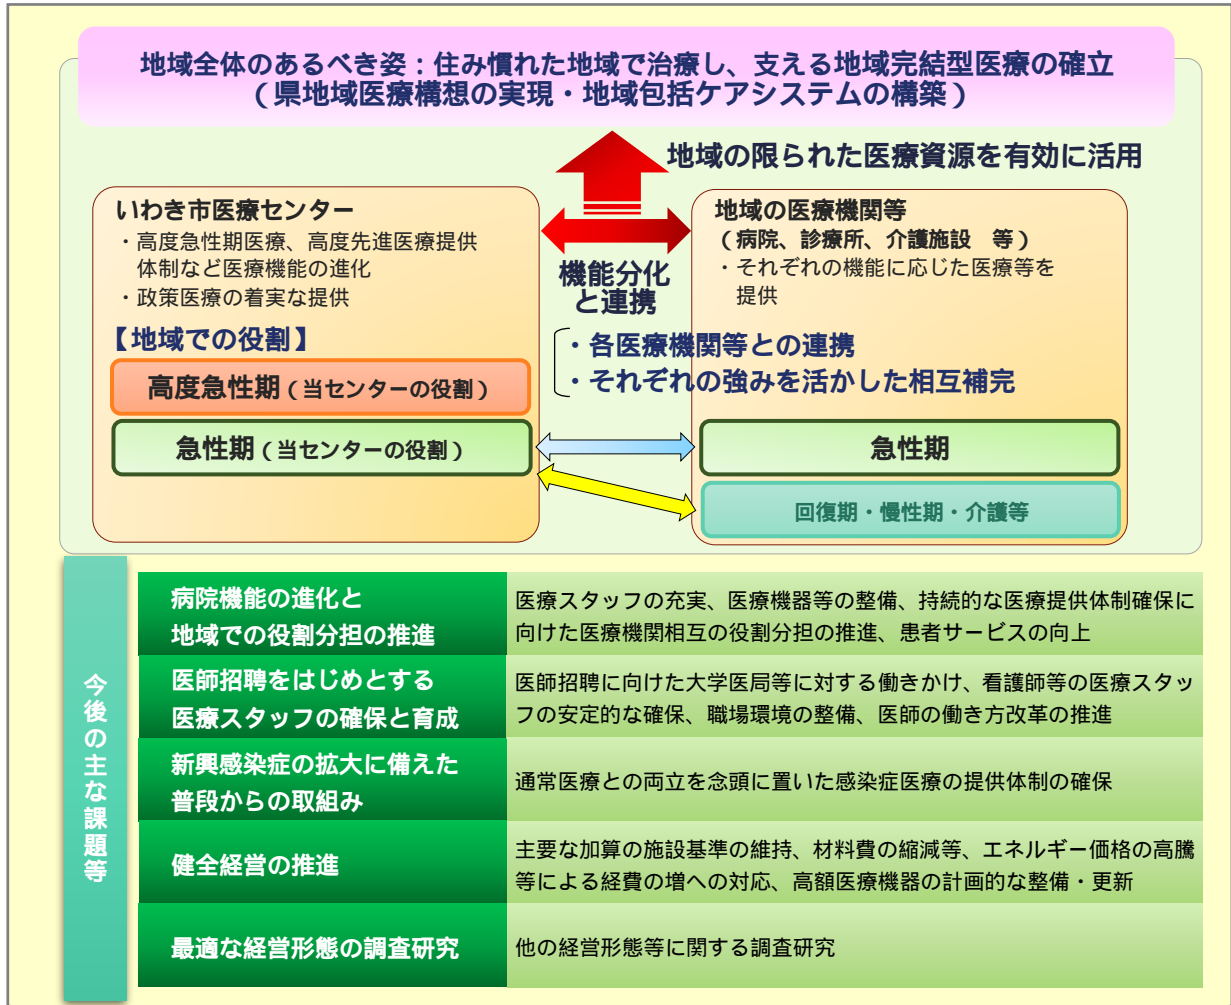 地域全体のあるべき姿：住み慣れた地域で治療し、支える地域完結型医療の確立
（県地域医療構想の実現・地域包括ケアシステムの構築）
地域の限られた医療資源を有効に活用
いわき市医療センター
・高度急性期医療、高度先進医療提供
体制など医療機能の進化
・政策医療の着実な提供
【地域での役割】
高度急性期（当センターの役割）
急性期（当センターの役割）
機能分化
と連携
・各医療機関等との連携
・それぞれの強みを活かした相互補完
地域の医療機関等
（病院、診療所、介護施設　等）
・それぞれの機能に応じた医療等を
提供
急性期
回復期・慢性期・介護等
今後の主な課題等
病院機能の進化と
地域での役割分担の推進
医療スタッフの充実、医療機器等の整備、持続的な医療提供体制確保に
向けた医療機関相互の役割分担の推進、患者サービスの向上
医師招聘をはじめとする
医療スタッフの確保と育成
医師招聘に向けた大学医局等に対する働きかけ、看護師等の医療スタッ
フの安定的な確保、職場環境の整備、医師の働き方改革の推進
新興感染症の拡大に備えた
普段からの取組み
通常医療との両立を念頭に置いた感染症医療の提供体制の確保
健全経営の推進
主要な加算の施設基準の維持、材料費の縮減等、エネルギー価格の高騰
等による経費の増への対応、高額医療機器の計画的な整備・更新
最適な経営形態の調査研究
他の経営形態等に関する調査研究